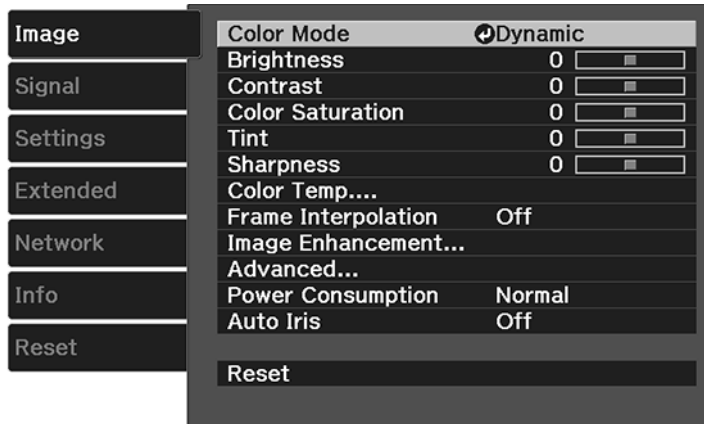 Image
Signal
Settings
Extended
Network
Info
Reset
Color Mode Dynamic
Brightness 0
Contrast 0
Color Saturation 0
Tint 0
Sharpness 0
Color Temp....
Frame Interpolation Off
Image Enhancement...
Advanced...
Power Consumption Normal
Auto Iris Off
Reset